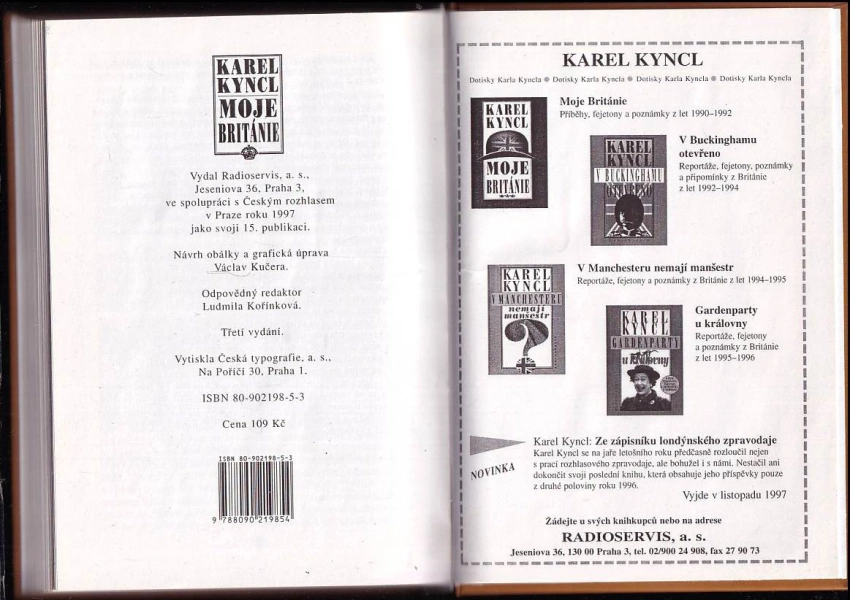 KAREL
KYNCL
MOJE
BRITÁNIE
Vydal Radioservis, a. s.,
Jeseniova 36, Praha 3,
ve spolupráci s Českým rozhlasem
v Praze roku 1997
jako svoji 15. publikaci.
Návrh obálky a grafická úprava
Václav Kučera.
Odpovědný redaktor
Ludmila Kořínková.
Třetí vydání.
Vytiskla Česká typografie, a. s.,
Na Poříčí 30, Praha 1.
ISBN 80-902198-5-3
Cena 109 Kč
ISBN 80-902198-5-3
9 788090 219854
KAREL KYNCL
Dotisky Karla Kyncla ● Dotisky Karla Kyncla ● Dotisky Karla Kyncla ● Dotisky Karla Kyncla
KAREL
KYNCL
MOJE
BRITÁNIE
Moje Británie
Příběhy, fejetony a poznámky z let 1990–1992
KAREL
KYNCL
V BUCKINGHAMU
OTEVŘENO
V Buckinghamu
otevřeno
Reportáže, fejetony, poznámky
a připomínky z Británie
z let 1992–1994
KAREL
KYNCL
V MANCHESTERU
nemají
manšestr
V Manchesteru nemají manšestr
Reportáže, fejetony a poznámky z Británie z let 1994–1995
KAREL
KYNCL
GARDENPARTY
u královny
Gardenparty
u královny
Reportáže, fejetony
a poznámky z Británie
z let 1995–1996
NOVINKA
Karel Kyncl: Ze zápisníku londýnského zpravodaje
Karel Kyncl se na jaře letošního roku předčasně rozloučil nejen
s prací rozhlasového zpravodaje, ale bohužel i s námi. Nestačil ani
dokončit svoji poslední knihu, která obsahuje jeho příspěvky pouze
z druhé poloviny roku 1996.
Vyjde v listopadu 1997
Žádejte u svých knihkupců nebo na adrese
RADIOSERVIS, a. s.
Jeseniova 36, 130 00 Praha 3, tel. 02/900 24 908, fax 27 90 73